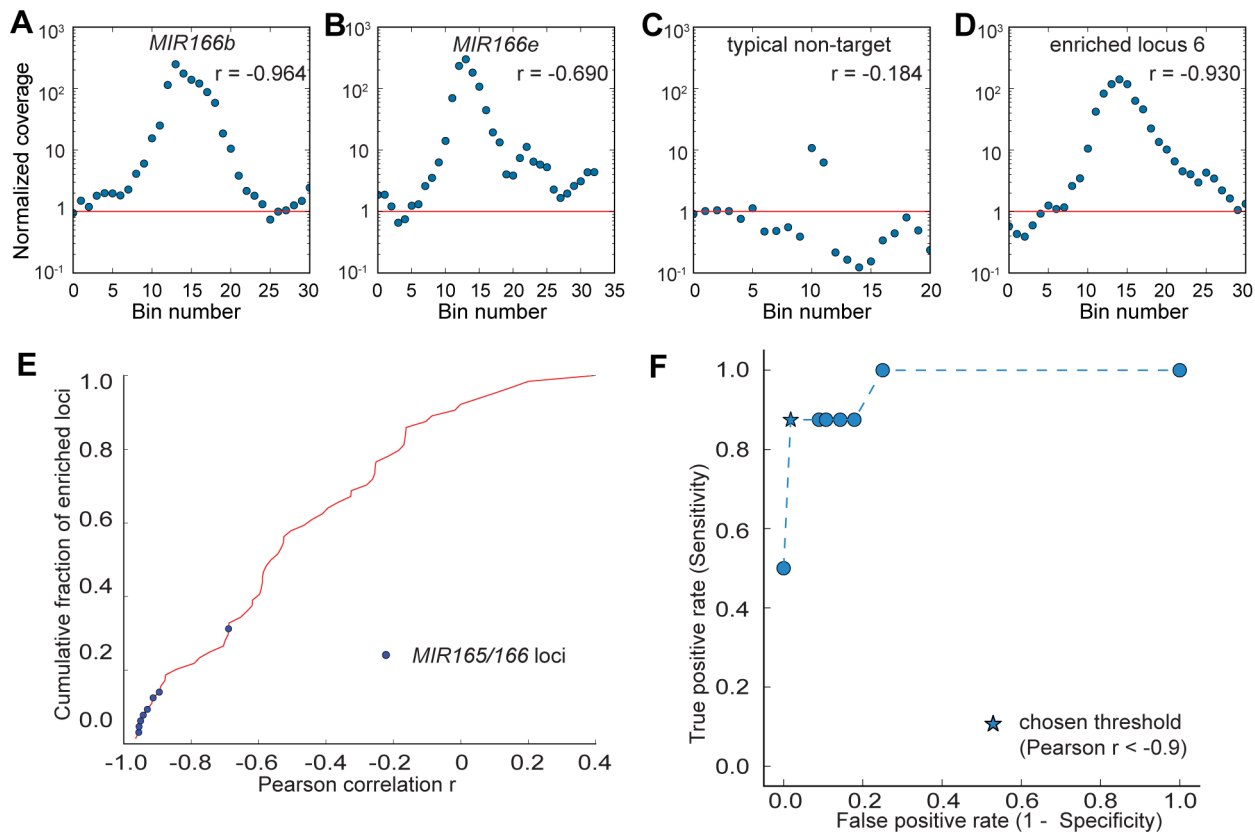 A
MIR166b
r = -0.964
Normalized coverage
10³
10²
10
1
10⁻¹
0 5 10 15 20 25 30
Bin number
B
MIR166e
r = -0.690
10³
10²
10
1
10⁻¹
0 5 10 15 20 25 30 35
Bin number
C
typical non-target
r = -0.184
10³
10²
10
1
10⁻¹
0 5 10 15 20
Bin number
D
enriched locus 6
r = -0.930
10³
10²
10
1
10⁻¹
0 5 10 15 20 25 30
Bin number
E
Cumulative fraction of enriched loci
1.0
0.8
0.6
0.4
0.2
0.0
MIR165/166 loci
-1.0 -0.8 -0.6 -0.4 -0.2 0 0.2 0.4
Pearson correlation r
F
True positive rate (Sensitivity)
1.0
0.8
0.6
0.4
0.2
0.0
chosen threshold
(Pearson r < -0.9)
0.0 0.2 0.4 0.6 0.8 1.0
False positive rate (1 - Specificity)